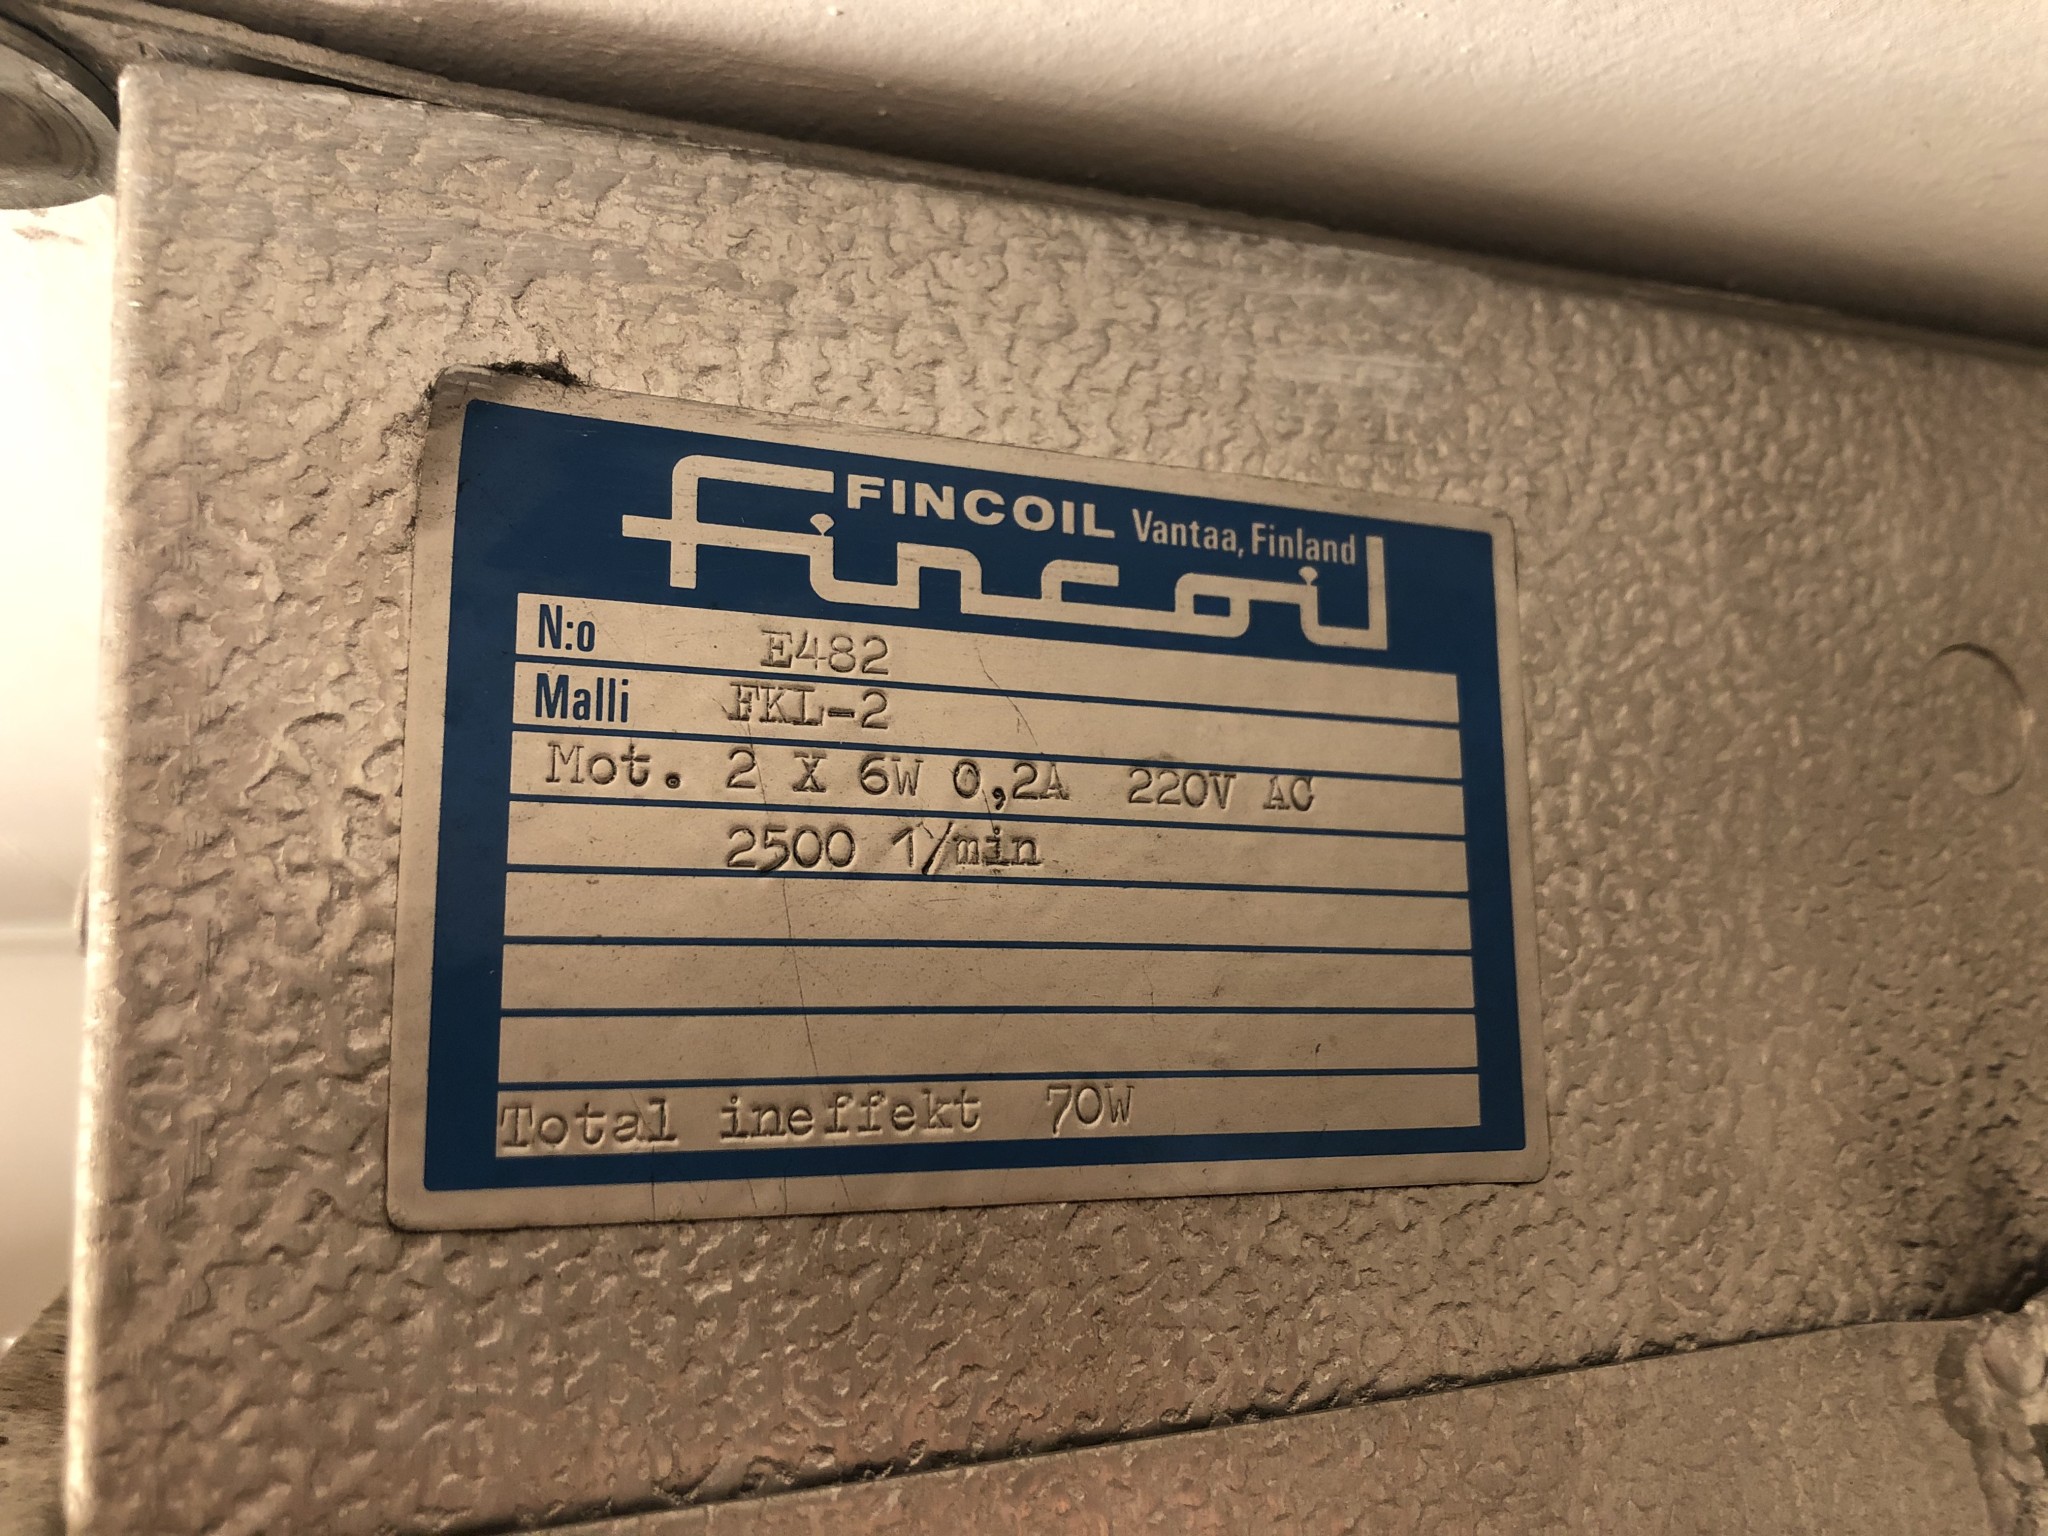 FINCOIL Vantaa, Finland
fincoil
N:o E482
Malli FKL-2
Mot. 2 X 6W 0,2A 220V AC
2500 1/min
Total ineffekt 70W